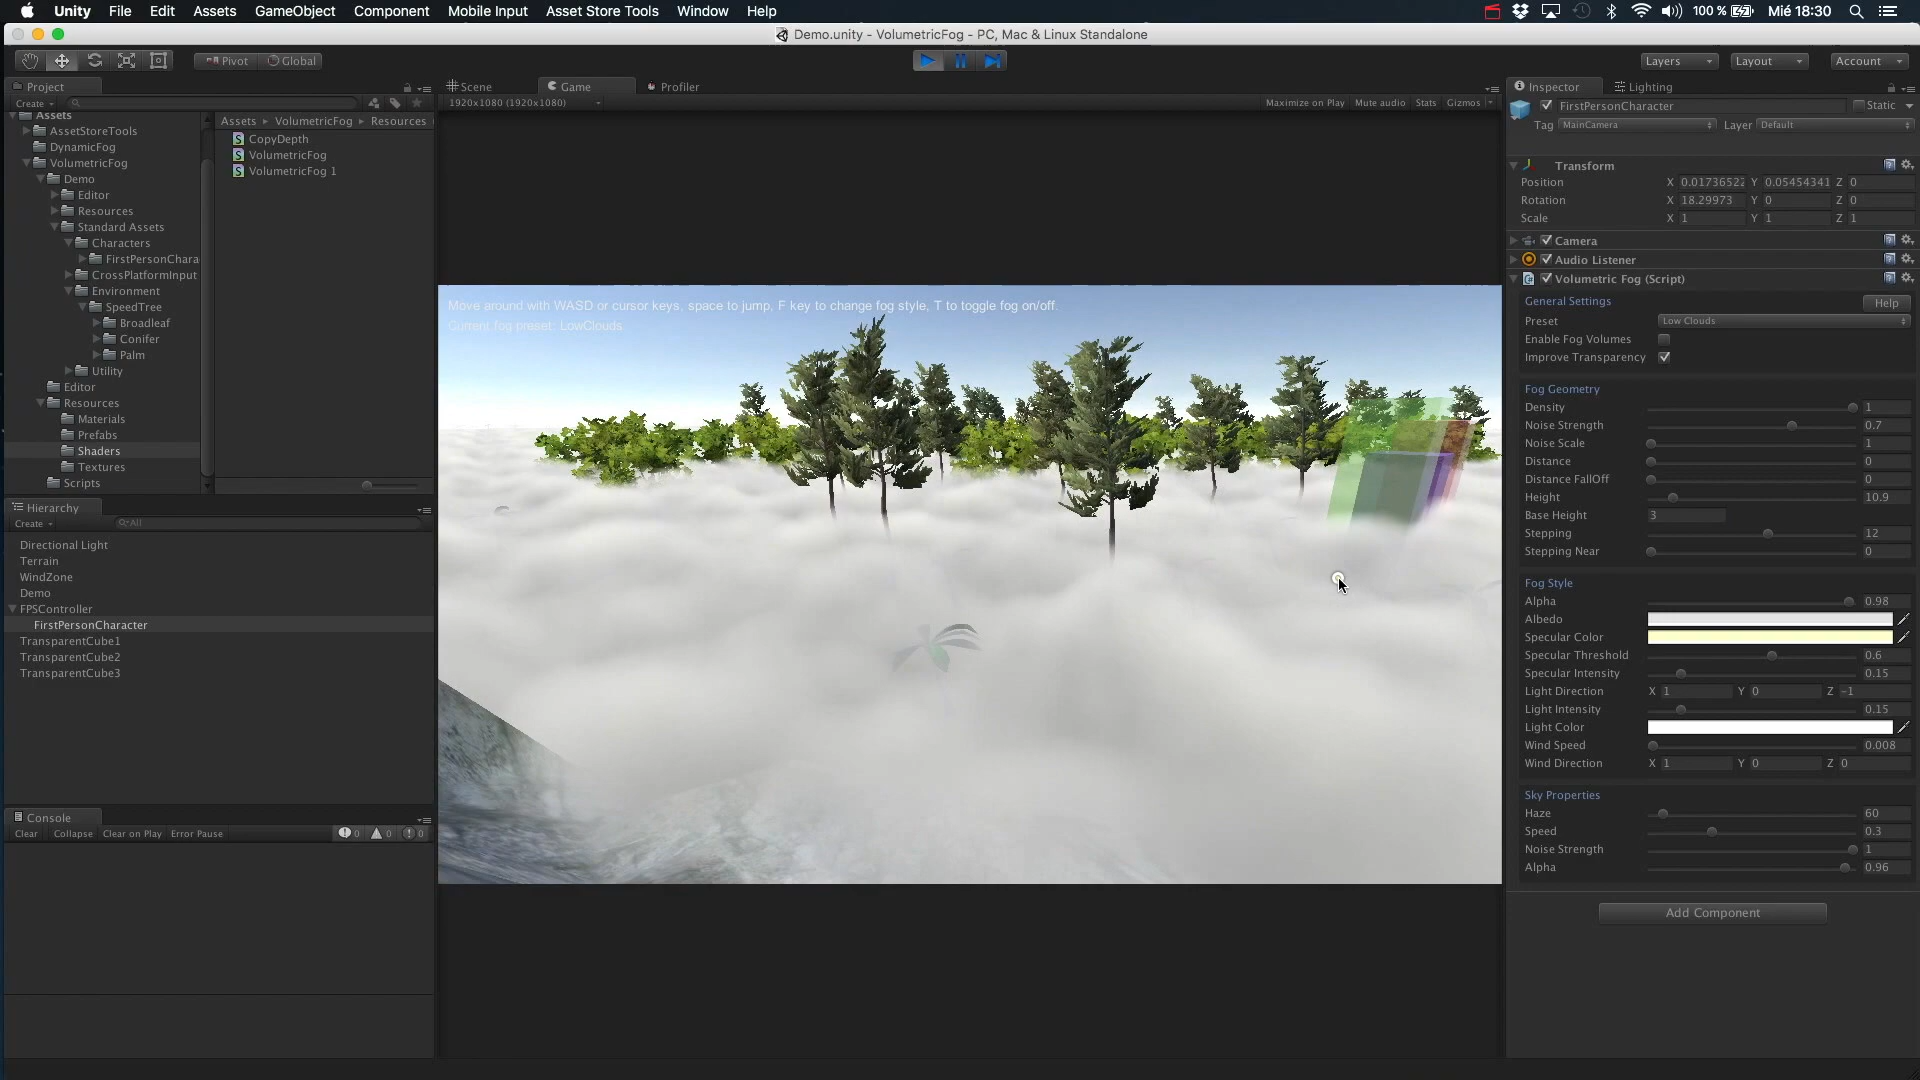 Unity File Edit Assets GameObject Component Mobile Input Asset Store Tools Window Help 100 % Mié 18:30
Demo.unity - VolumetricFog - PC, Mac & Linux Standalone
Pivot Global Layers Layout Account
Project
Create
Assets
AssetStoreTools
DynamicFog
VolumetricFog
Demo
Editor
Resources
Standard Assets
Characters
FirstPersonChara
CrossPlatformInput
Environment
SpeedTree
Broadleaf
Conifer
Palm
Utility
Editor
Resources
Materials
Prefabs
Shaders
Textures
Scripts
Assets VolumetricFog Resources
CopyDepth
VolumetricFog
VolumetricFog 1
Hierarchy
Create All
Directional Light
Terrain
WindZone
Demo
FPSController
FirstPersonCharacter
TransparentCube1
TransparentCube2
TransparentCube3
Console
Clear Collapse Clear on Play Error Pause 0 0 0
Scene Game Profiler
1920x1080 (1920x1080) Maximize on Play Mute audio Stats Gizmos
Move around with WASD or cursor keys, space to jump, F key to change fog style, T to toggle fog on/off.
Current fog preset: LowClouds
Inspector Lighting
FirstPersonCharacter Static
Tag MainCamera Layer Default
Transform
Position X 0.01736522 Y 0.05454341 Z 0
Rotation X 18.29973 Y 0 Z 0
Scale X 1 Y 1 Z 1
Camera
Audio Listener
Volumetric Fog (Script)
General Settings Help
Preset Low Clouds
Enable Fog Volumes
Improve Transparency
Fog Geometry
Density 1
Noise Strength 0.7
Noise Scale 1
Distance 0
Distance FallOff 0
Height 10.9
Base Height 3
Stepping 12
Stepping Near 0
Fog Style
Alpha 0.98
Albedo
Specular Color
Specular Threshold 0.6
Specular Intensity 0.15
Light Direction X 1 Y 0 Z -1
Light Intensity 0.15
Light Color
Wind Speed 0.008
Wind Direction X 1 Y 0 Z 0
Sky Properties
Haze 60
Speed 0.3
Noise Strength 1
Alpha 0.96
Add Component